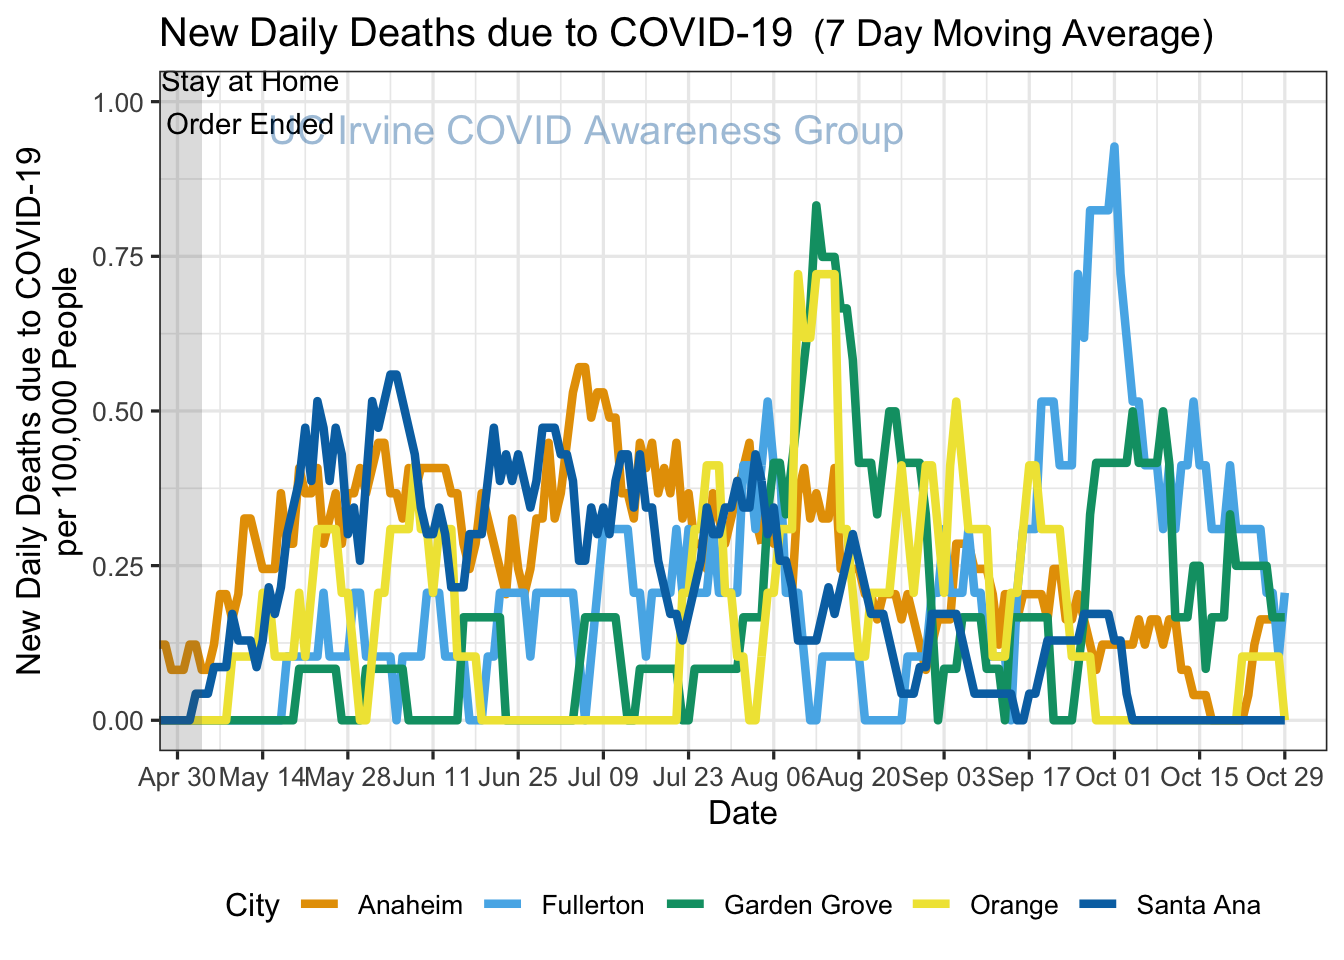 New Daily Deaths due to COVID-19 (7 Day Moving Average)
Stay at Home
Order Ended
UC Irvine COVID Awareness Group
New Daily Deaths due to COVID-19
per 100,000 People
1.00
0.75
0.50
0.25
0.00
Apr 30 May 14 May 28 Jun 11 Jun 25 Jul 09 Jul 23 Aug 06 Aug 20 Sep 03 Sep 17 Oct 01 Oct 15 Oct 29
Date
City Anaheim Fullerton Garden Grove Orange Santa Ana